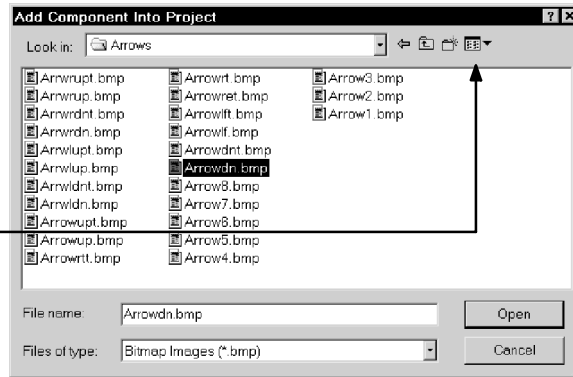 Add Component Into Project
Look in: Arrows
Arrwrupt.bmp
Arrwrup.bmp
Arrwrdnt.bmp
Arrwrdn.bmp
Arrwlupt.bmp
Arrwlup.bmp
Arrwldnt.bmp
Arrwldn.bmp
Arrowupt.bmp
Arrowup.bmp
Arrowrtt.bmp
Arrowrt.bmp
Arrowret.bmp
Arrowlft.bmp
Arrowlf.bmp
Arrowdnt.bmp
Arrowdn.bmp
Arrow8.bmp
Arrow7.bmp
Arrow6.bmp
Arrow5.bmp
Arrow4.bmp
Arrow3.bmp
Arrow2.bmp
Arrow1.bmp
File name: Arrowdn.bmp
Open
Files of type: Bitmap Images (*.bmp)
Cancel